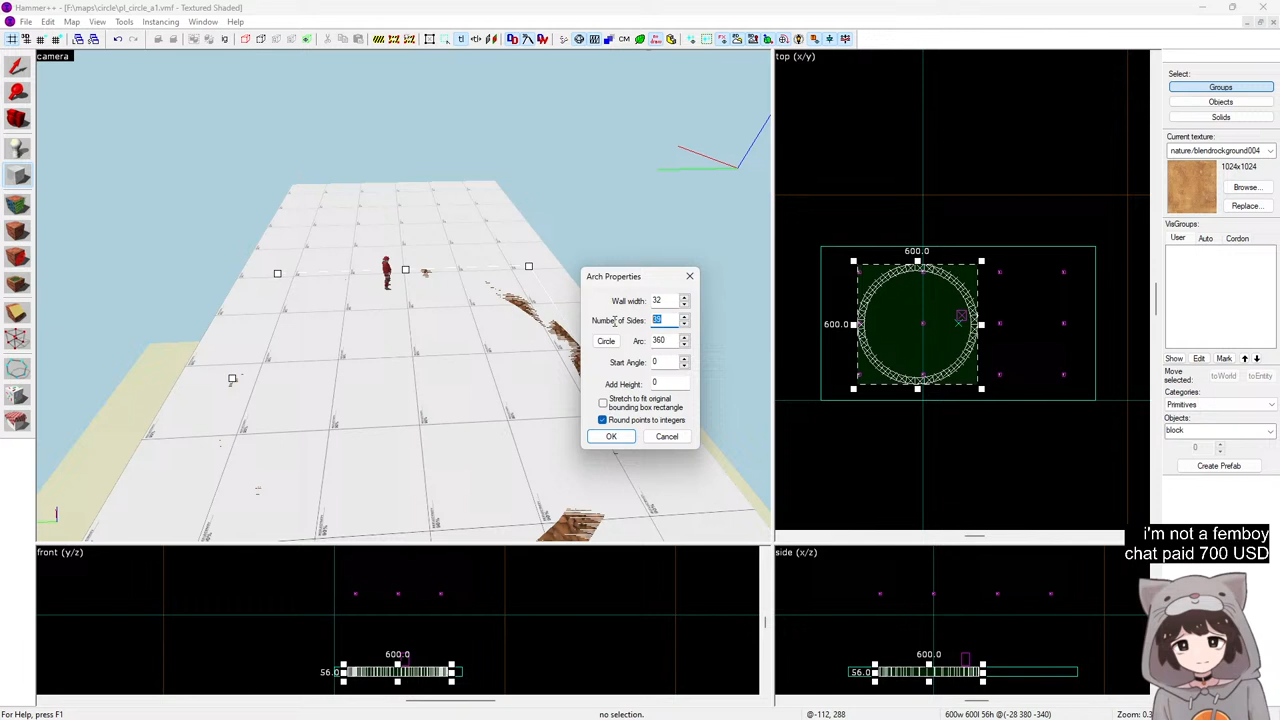 Hammer++ - [F:\maps\circle\pl_circle_a1.vmf - Textured Shaded]
File Edit Map View Tools Instancing Window Help
camera
top (x/y)
600.0
600.0
Arch Properties
Wall width: 32
Number of Sides: 39
Circle Arc: 360
Start Angle: 0
Add Height: 0
Stretch to fit original
bounding box rectangle
Round points to integers
OK Cancel
Select:
Groups
Objects
Solids
Current texture:
nature/blendrockground004
1024x1024
Browse...
Replace...
VisGroups:
User Auto Cordon
Show Edit Mark
Move
selected: toWorld toEntity
Categories:
Primitives
Objects:
block
0
Create Prefab
i'm not a femboy
chat paid 700 USD
front (y/z)
600.0
56.0
side (x/z)
600.0
56.0
For Help, press F1
no selection.
@-112, 288
600w 600l 56h @(-28 380 -340)
Zoom: 0.